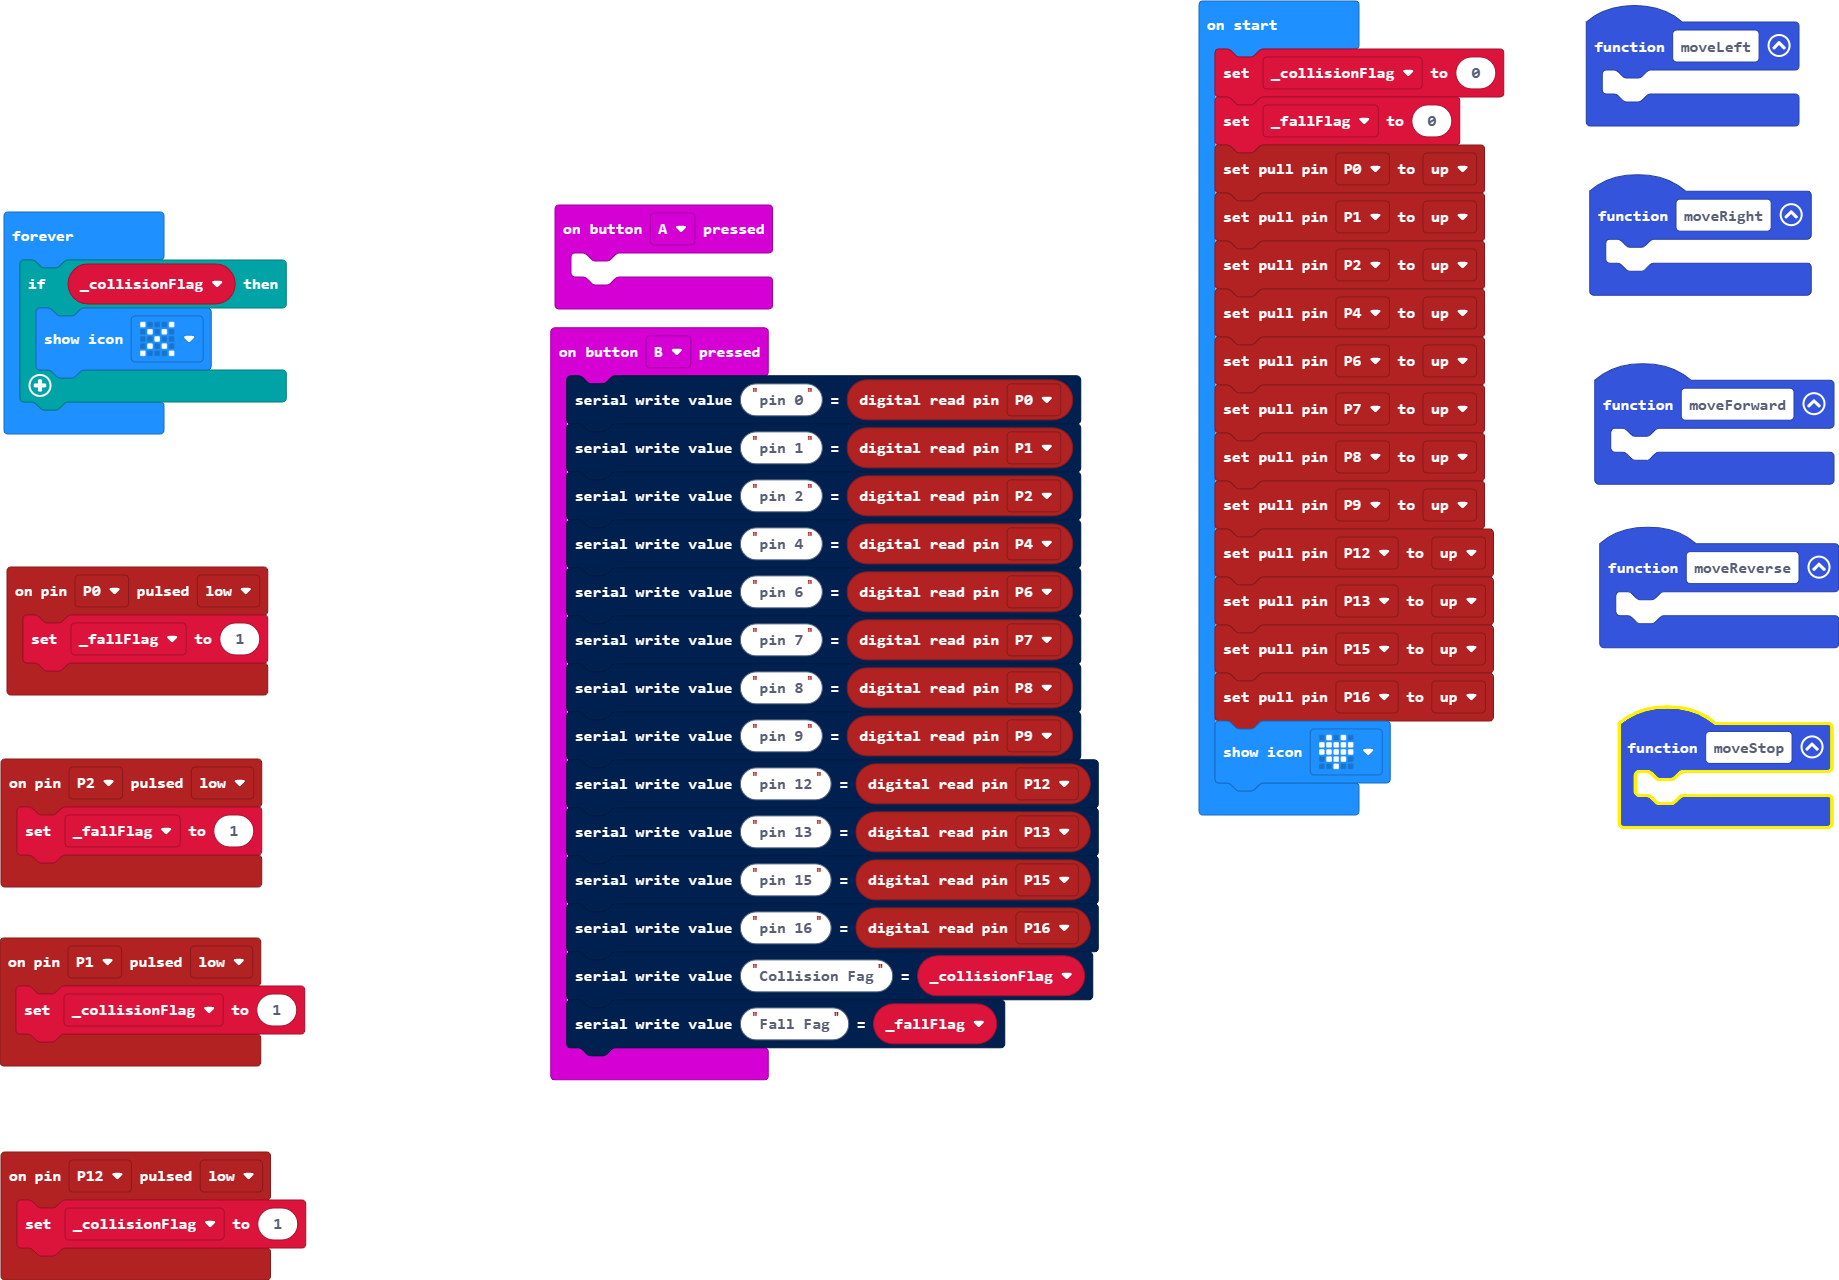 forever
if _collisionFlag then
show icon
on pin P0 pulsed low
set _fallFlag to 1
on pin P2 pulsed low
set _fallFlag to 1
on pin P1 pulsed low
set _collisionFlag to 1
on pin P12 pulsed low
set _collisionFlag to 1
on button A pressed
on button B pressed
serial write value "pin 0" = digital read pin P0
serial write value "pin 1" = digital read pin P1
serial write value "pin 2" = digital read pin P2
serial write value "pin 4" = digital read pin P4
serial write value "pin 6" = digital read pin P6
serial write value "pin 7" = digital read pin P7
serial write value "pin 8" = digital read pin P8
serial write value "pin 9" = digital read pin P9
serial write value "pin 12" = digital read pin P12
serial write value "pin 13" = digital read pin P13
serial write value "pin 15" = digital read pin P15
serial write value "pin 16" = digital read pin P16
serial write value "Collision Fag" = _collisionFlag
serial write value "Fall Fag" = _fallFlag
on start
set _collisionFlag to 0
set _fallFlag to 0
set pull pin P0 to up
set pull pin P1 to up
set pull pin P2 to up
set pull pin P4 to up
set pull pin P6 to up
set pull pin P7 to up
set pull pin P8 to up
set pull pin P9 to up
set pull pin P12 to up
set pull pin P13 to up
set pull pin P15 to up
set pull pin P16 to up
show icon
function moveLeft
function moveRight
function moveForward
function moveReverse
function moveStop